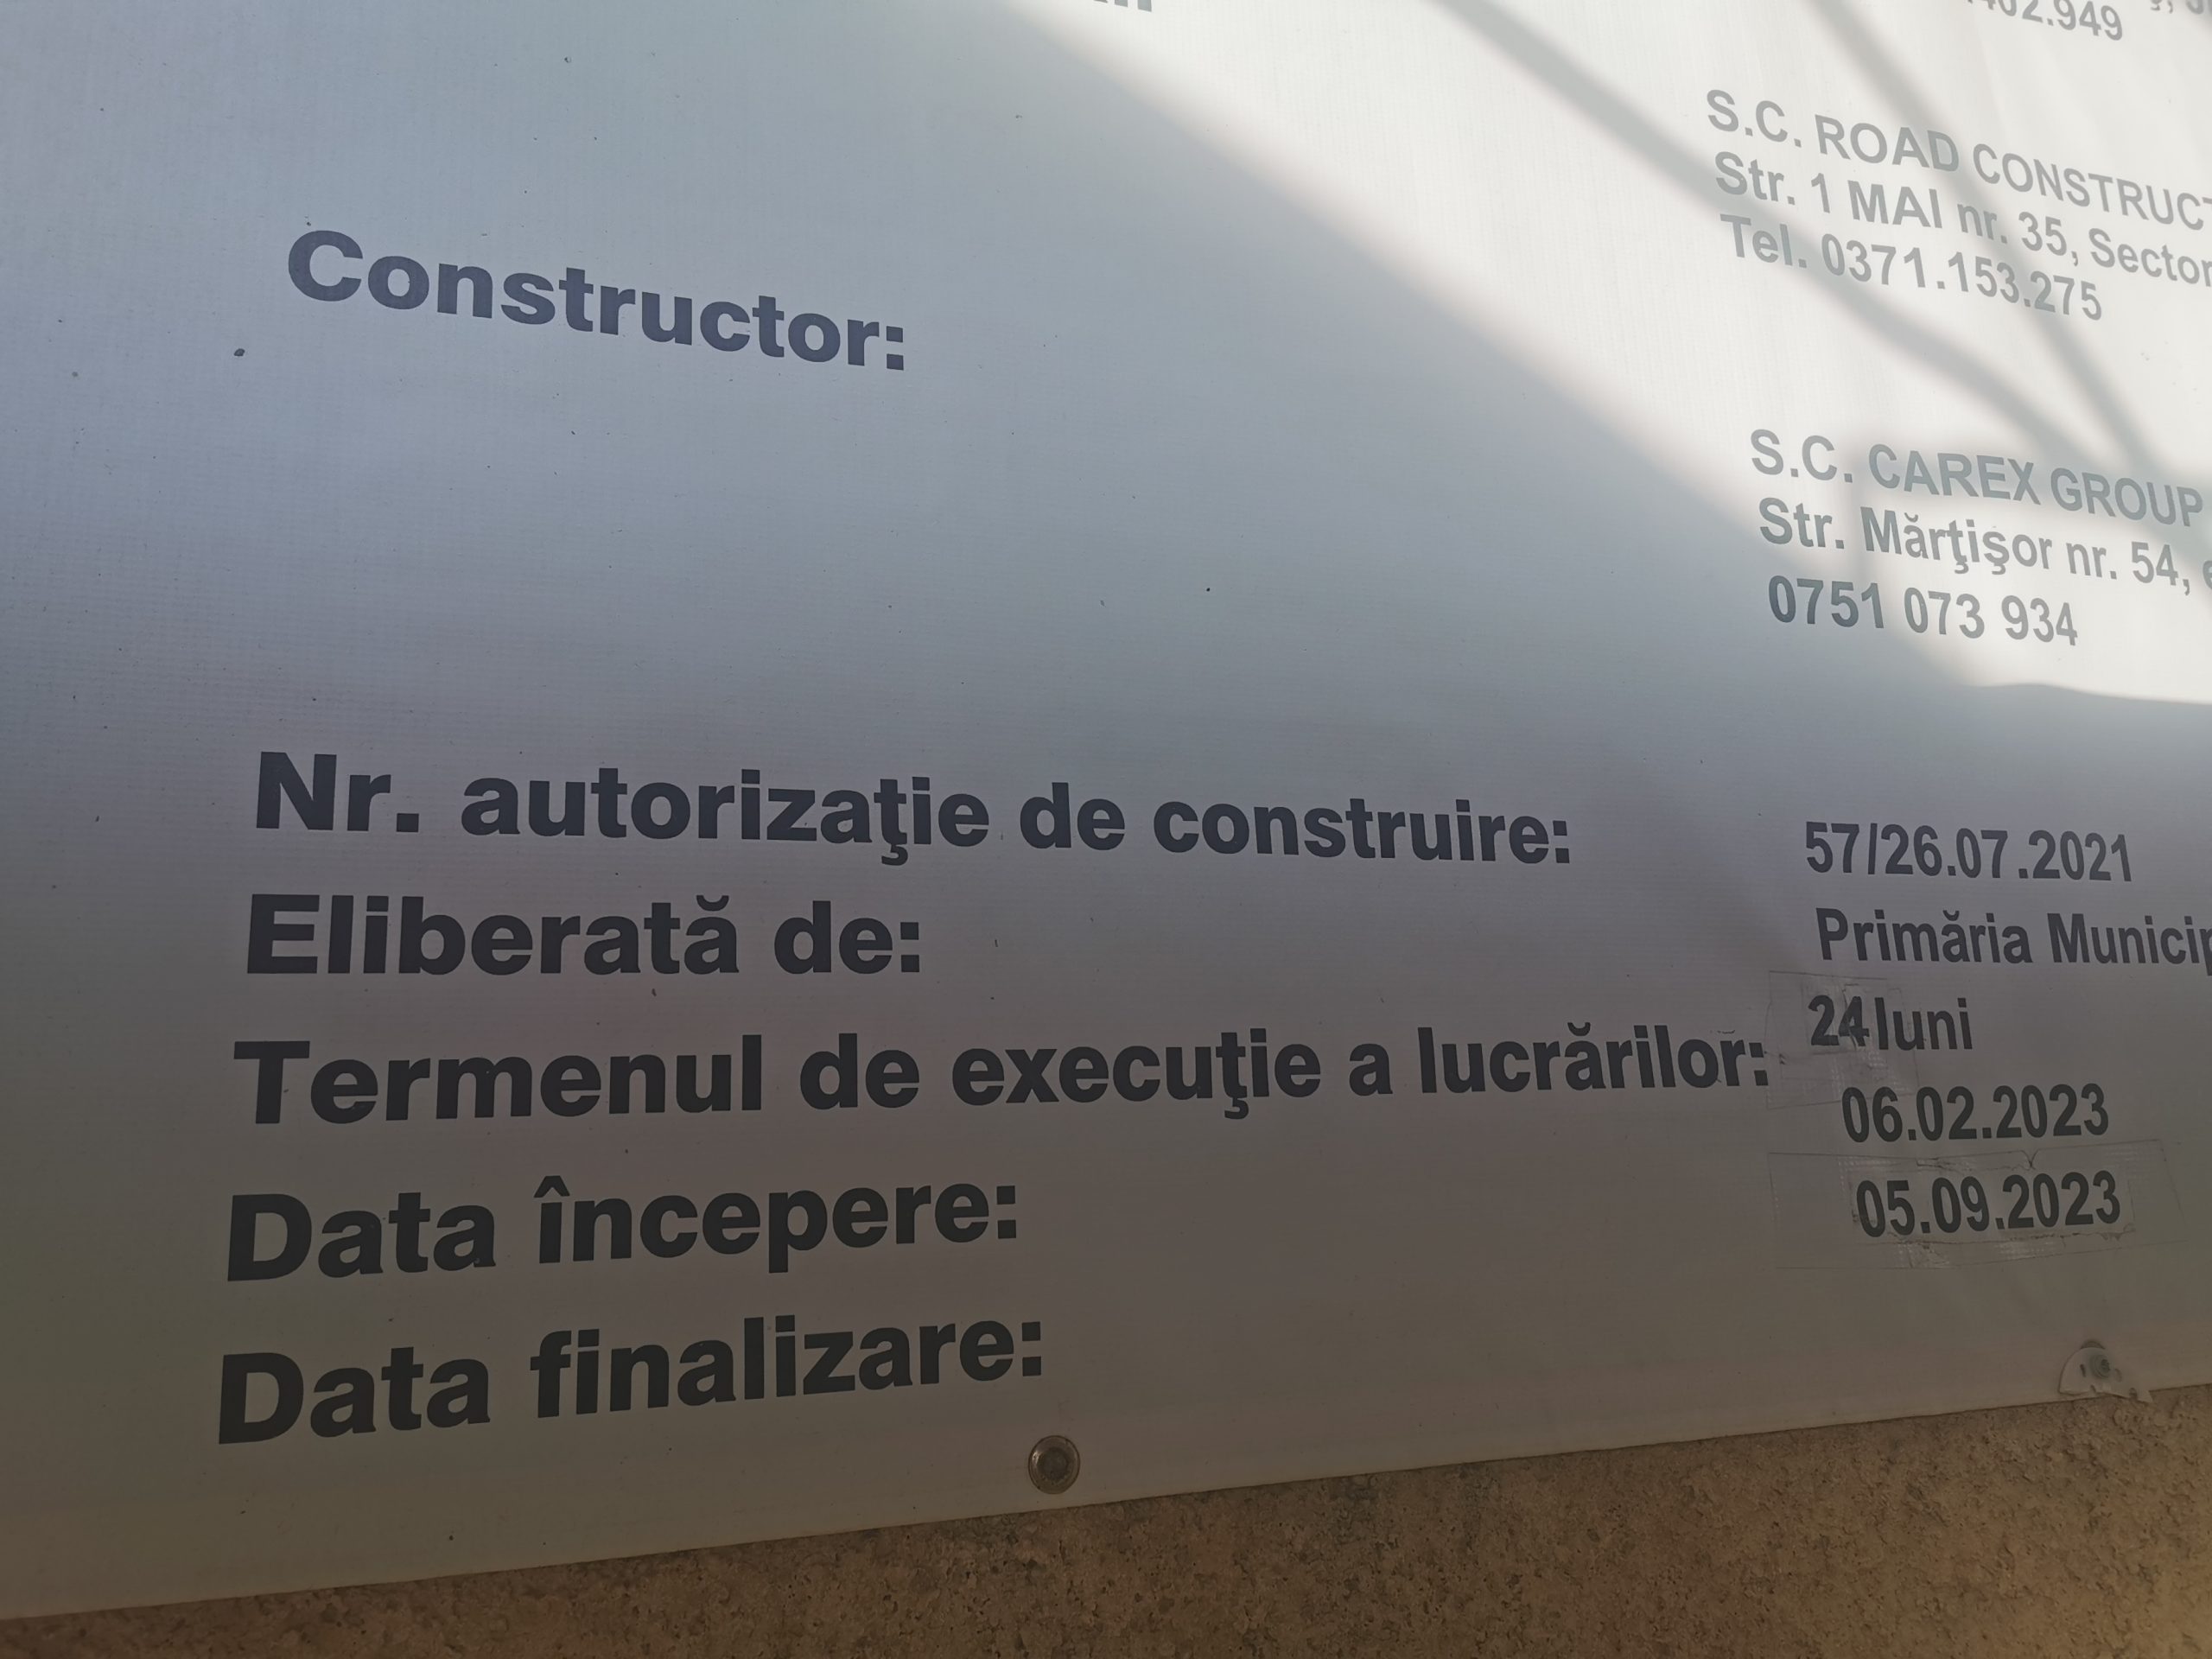 02.949
S.C. ROAD CONSTRUCT
Str. 1 MAI nr. 35, Sector
Tel. 0371.153.275
Constructor:
S.C. CAREX GROUP
Str. Mărţişor nr. 54,
0751 073 934
Nr. autorizaţie de construire: 57/26.07.2021
Eliberată de: Primăria Municip
Termenul de execuţie a lucrărilor: 24 luni
Data începere: 06.02.2023
Data finalizare: 05.09.2023